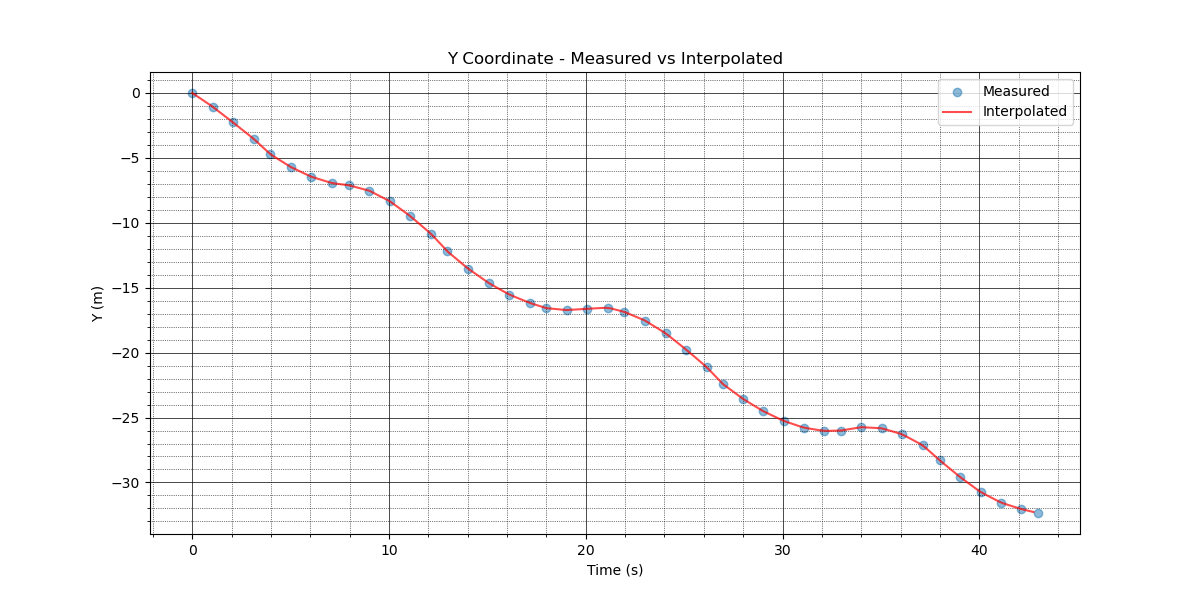 Y Coordinate - Measured vs Interpolated
Measured
Interpolated
Y (m)
0
−5
−10
−15
−20
−25
−30
0
10
20
30
40
Time (s)